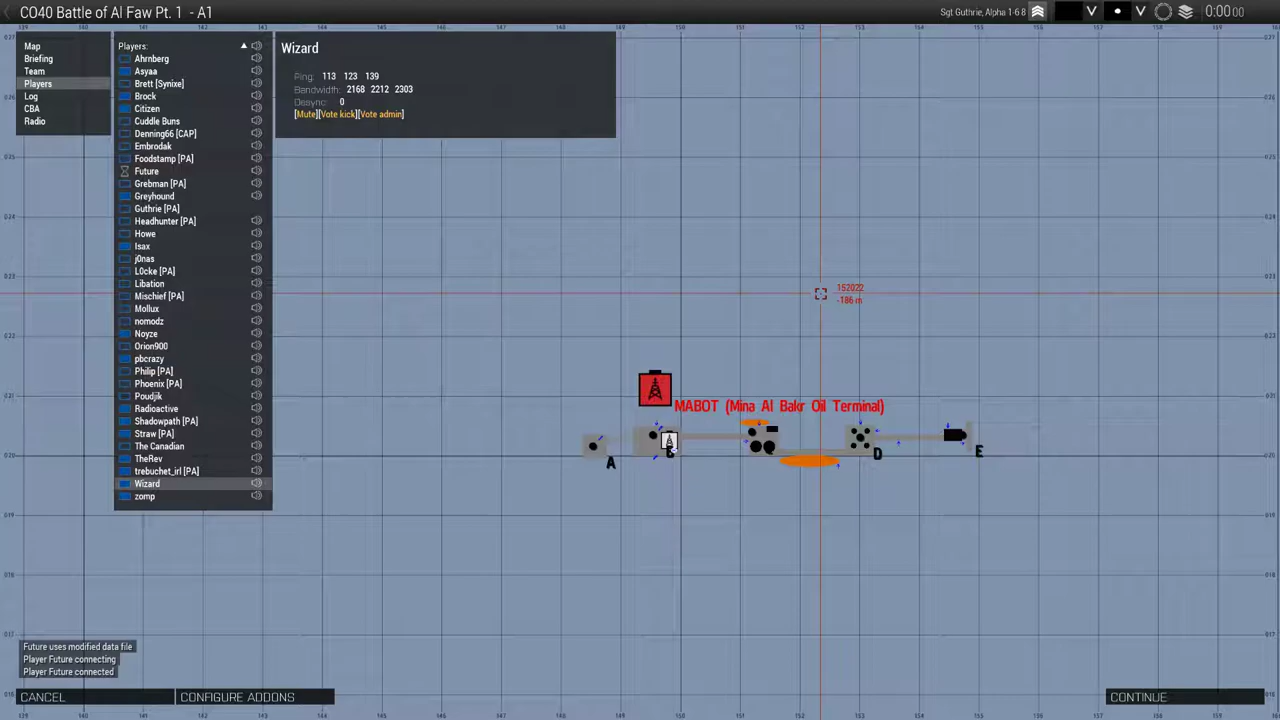 CO40 Battle of Al Faw Pt. 1 - A1
Sgt Guthrie, Alpha 1-6 8
0:00:00
Map
Briefing
Team
Players
Log
CBA
Radio
Players:
Ahrnberg
Asyaa
Brett [Synixe]
Brock
Citizen
Cuddle Buns
Denning66 [CAP]
Embrodak
Foodstamp [PA]
Future
Grebman [PA]
Greyhound
Guthrie [PA]
Headhunter [PA]
Howe
Isax
j0nas
L0cke [PA]
Libation
Mischief [PA]
Mollux
nomodz
Noyze
Orion900
pbcrazy
Philip [PA]
Phoenix [PA]
Poudjik
Radioactive
Shadowpath [PA]
Straw [PA]
The Canadian
TheRev
trebuchet_irl [PA]
Wizard
zomp
Wizard
Ping: 113 123 139
Bandwidth: 2168 2212 2303
Desync: 0
[Mute][Vote kick][Vote admin]
152022
-186 m
MABOT (Mina Al Bakr Oil Terminal)
A
B
D
E
Future uses modified data file
Player Future connecting
Player Future connected
CANCEL
CONFIGURE ADDONS
CONTINUE